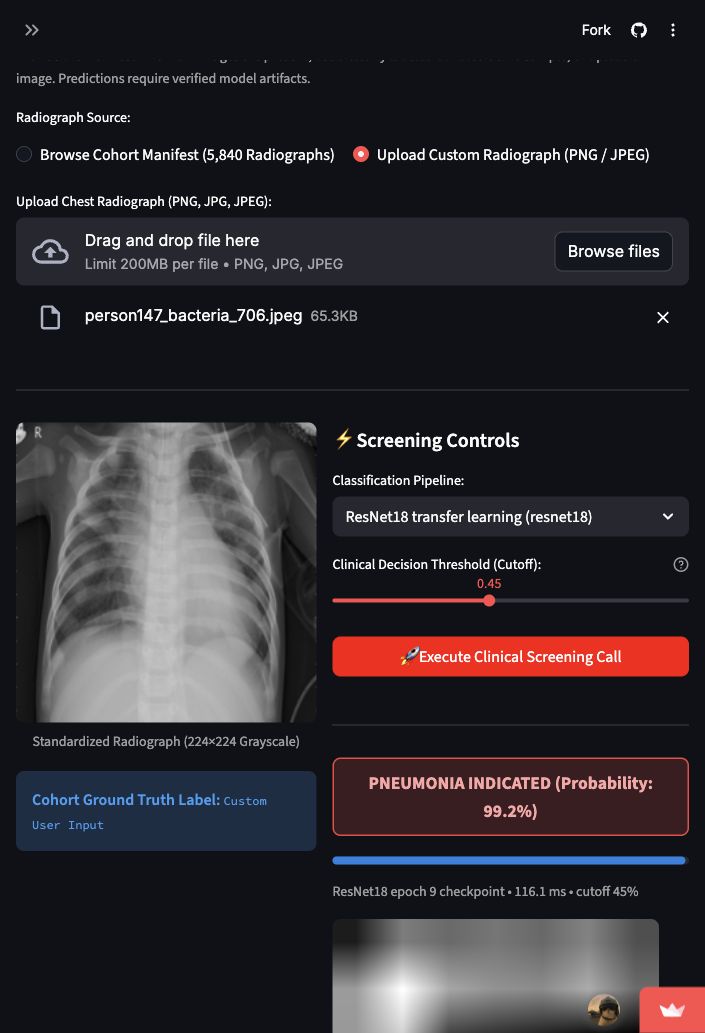 Fork
image. Predictions require verified model artifacts.
Radiograph Source:
Browse Cohort Manifest (5,840 Radiographs)
Upload Custom Radiograph (PNG / JPEG)
Upload Chest Radiograph (PNG, JPG, JPEG):
Drag and drop file here
Limit 200MB per file • PNG, JPG, JPEG
Browse files
person147_bacteria_706.jpeg 65.3KB
R
Standardized Radiograph (224×224 Grayscale)
Cohort Ground Truth Label: Custom
User Input
⚡ Screening Controls
Classification Pipeline:
ResNet18 transfer learning (resnet18)
Clinical Decision Threshold (Cutoff):
0.45
🚀Execute Clinical Screening Call
PNEUMONIA INDICATED (Probability:
99.2%)
ResNet18 epoch 9 checkpoint • 116.1 ms • cutoff 45%